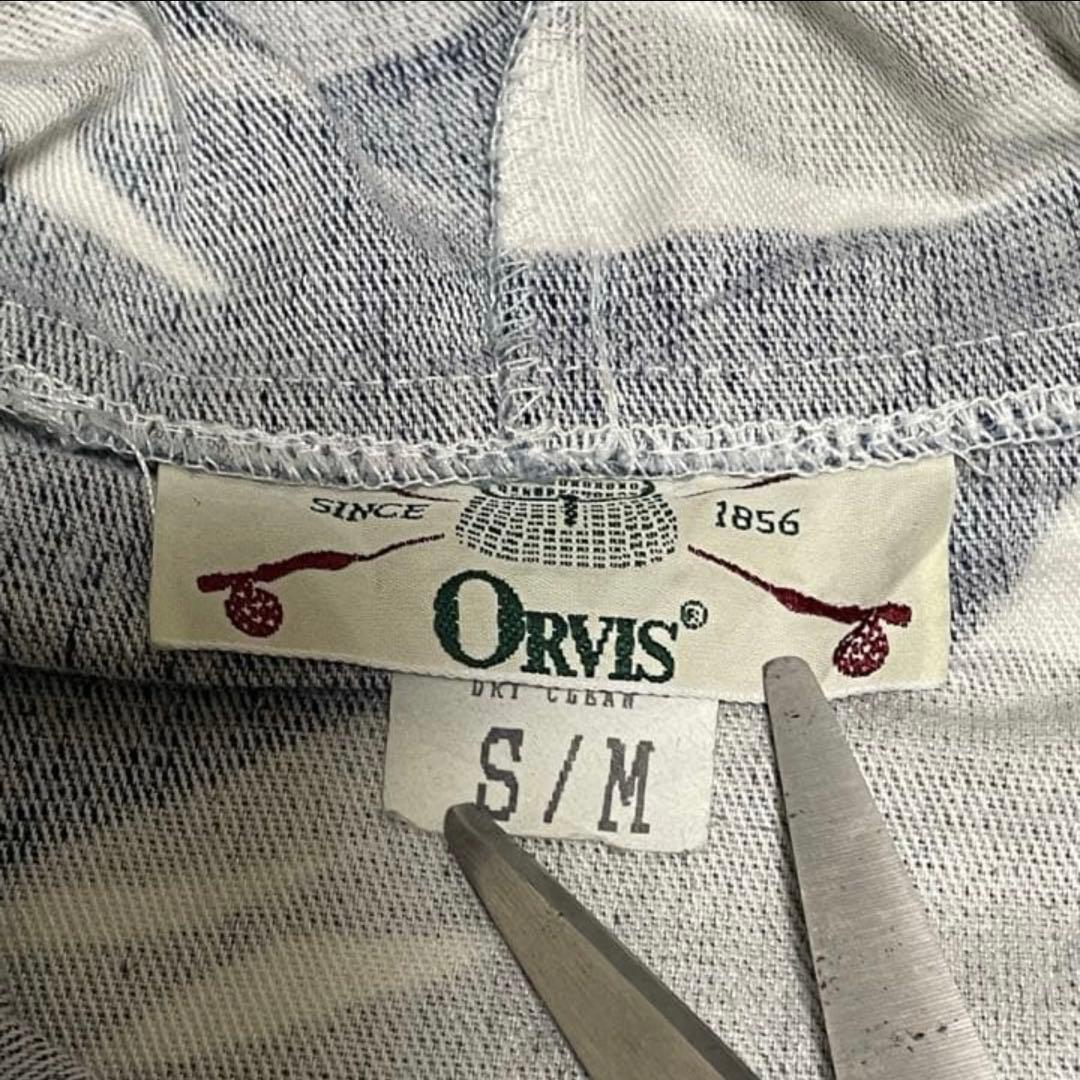 SINCE 1856
ORVIS®
DRY CLEAN
S/M